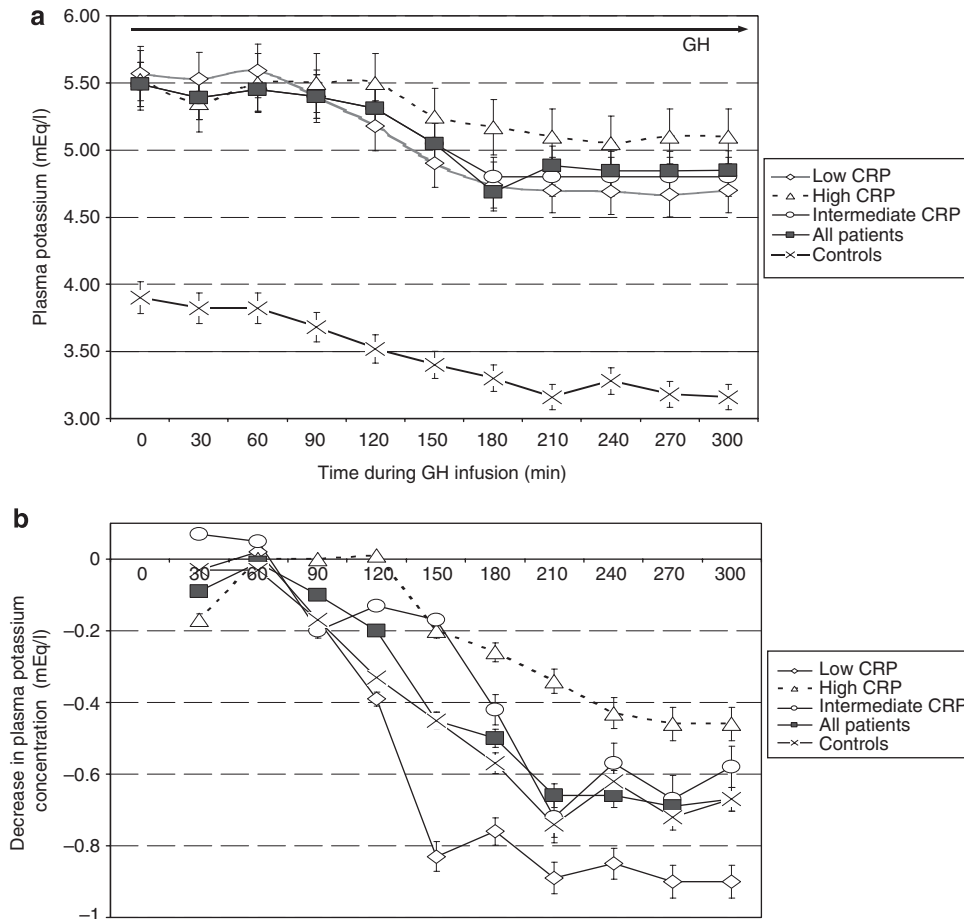 a
6.00
5.50
5.00
4.50
4.00
3.50
3.00
Plasma potassium (mEq/l)
GH
0 30 60 90 120 150 180 210 240 270 300
Time during GH infusion (min)
Low CRP
High CRP
Intermediate CRP
All patients
Controls
b
0
–0.2
–0.4
–0.6
–0.8
–1
Decrease in plasma potassium
concentration (mEq/l)
0 30 60 90 120 150 180 210 240 270 300
Low CRP
High CRP
Intermediate CRP
All patients
Controls